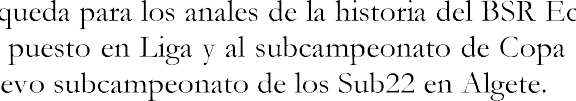 queda para los anales de la historia del BSR Ec
puesto en Liga y al subcampeonato de Copa
evo subcampeonato de los Sub22 en Algete.